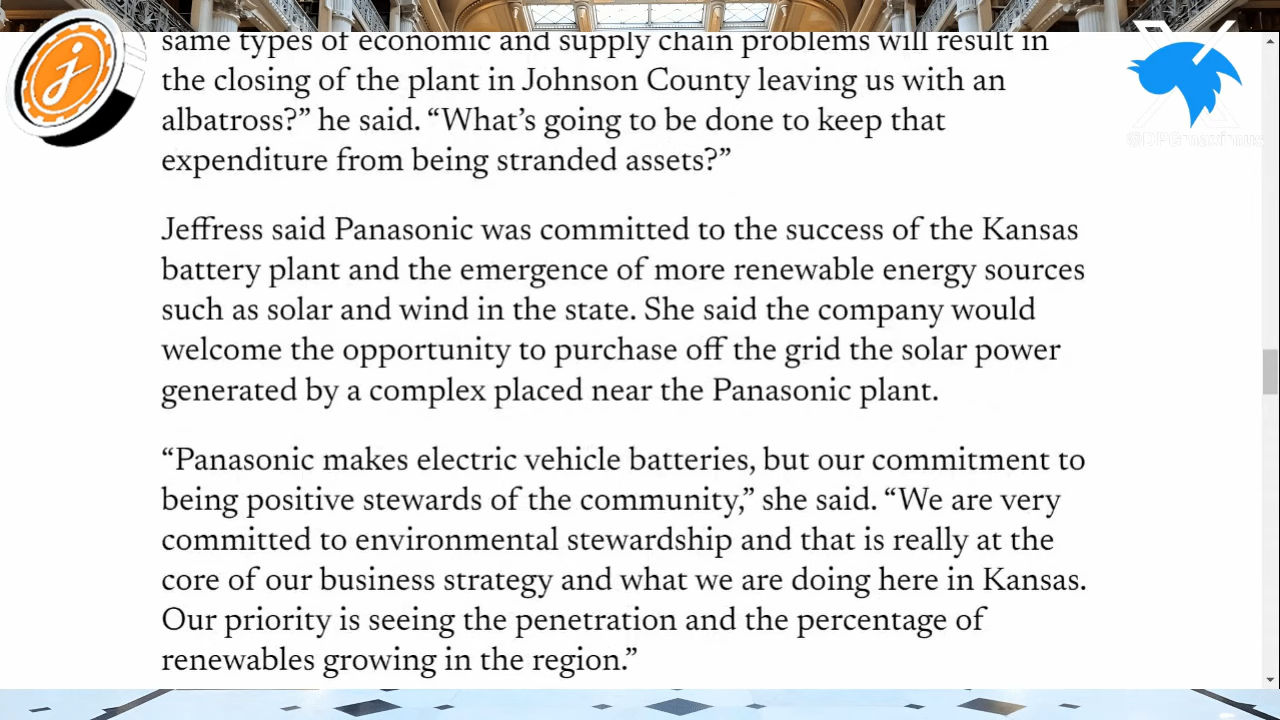 same types of economic and supply chain problems will result in
the closing of the plant in Johnson County leaving us with an
albatross?” he said. “What’s going to be done to keep that
expenditure from being stranded assets?”
Jeffress said Panasonic was committed to the success of the Kansas
battery plant and the emergence of more renewable energy sources
such as solar and wind in the state. She said the company would
welcome the opportunity to purchase off the grid the solar power
generated by a complex placed near the Panasonic plant.
“Panasonic makes electric vehicle batteries, but our commitment to
being positive stewards of the community,” she said. “We are very
committed to environmental stewardship and that is really at the
core of our business strategy and what we are doing here in Kansas.
Our priority is seeing the penetration and the percentage of
renewables growing in the region.”
j